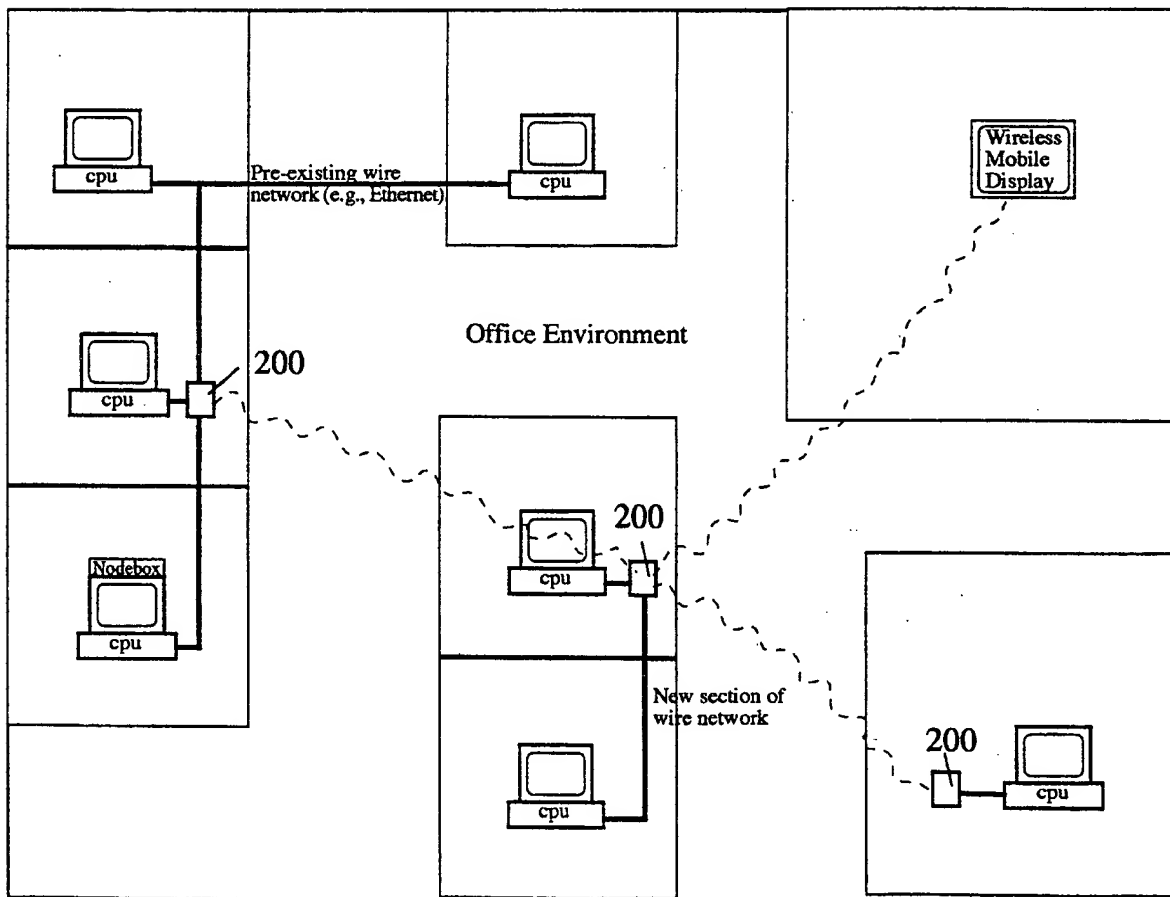 cpu
Pre-existing wire
network (e.g., Ethernet)
cpu
Wireless
Mobile
Display
Office Environment
cpu
200
Nodebox
cpu
cpu
200
New section of
wire network
cpu
200
cpu